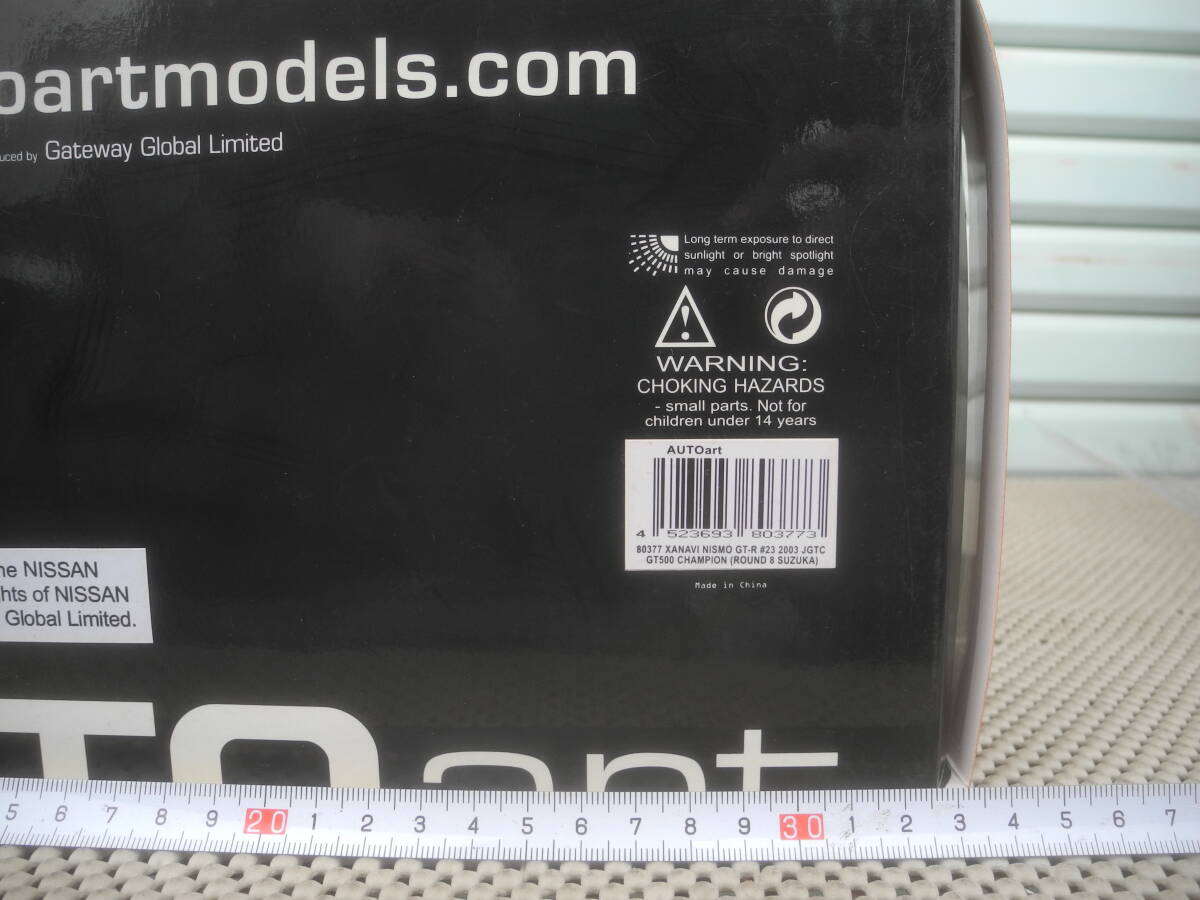 oartmodels.com
uced by Gateway Global Limited
Long term exposure to direct
sunlight or bright spotlight
may cause damage
WARNING:
CHOKING HAZARDS
- small parts. Not for
children under 14 years
AUTOart
4 523693 803773
80377 XANAVI NISMO GT-R #23 2003 JGTC
GT500 CHAMPION (ROUND 8 SUZUKA)
Made in China
he NISSAN
hts of NISSAN
Global Limited.
TOart
5 6 7 8 9 20 1 2 3 4 5 6 7 8 9 30 1 2 3 4 5 6 7